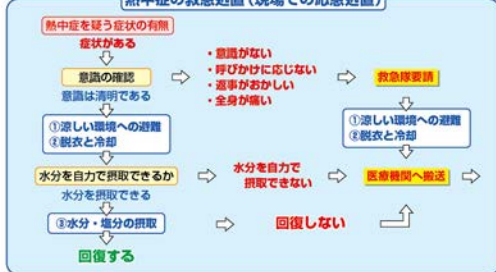 熱中症の救急処置(現場での応急処置)
熱中症を疑う症状の有無
症状がある
意識の確認
意識は清明である
・意識がない
・呼びかけに応じない
・返事がおかしい
・全身が痛い
救急隊要請
①涼しい環境への避難
②脱衣と冷却
①涼しい環境への避難
②脱衣と冷却
水分を自力で摂取できるか
水分を摂取できる
水分を自力で
摂取できない
医療機関へ搬送
③水分・塩分の摂取
回復しない
回復する